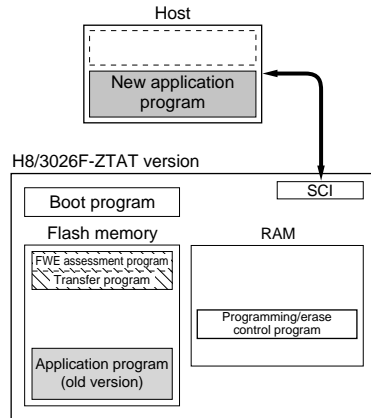 Host
New application
program
H8/3026F-ZTAT version
SCI
Boot program
Flash memory
RAM
FWE assessment program
Transfer program
Programming/erase
control program
Application program
(old version)